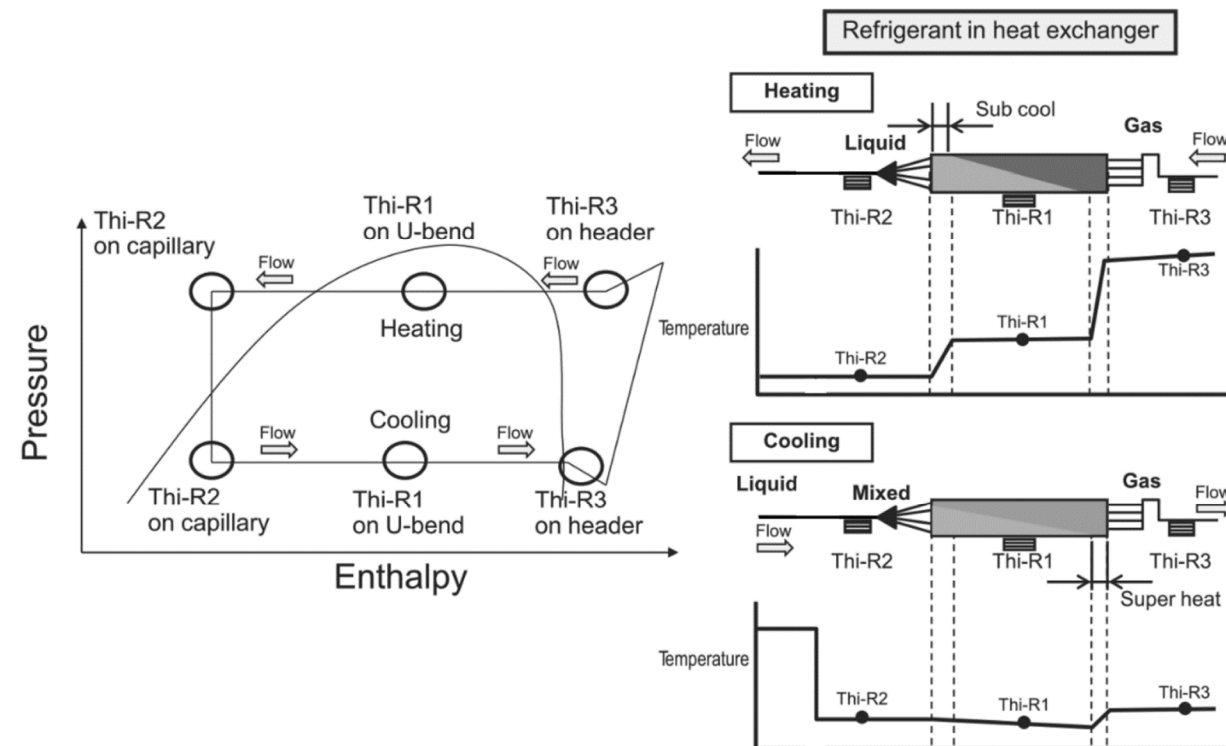 Refrigerant in heat exchanger
Heating
Sub cool
Flow
Liquid
Gas
Flow
Thi-R2
Thi-R1
Thi-R3
Temperature
Thi-R2
Thi-R1
Thi-R3
Cooling
Liquid
Mixed
Gas
Flow
Flow
Thi-R2
Thi-R1
Thi-R3
Super heat
Temperature
Thi-R2
Thi-R1
Thi-R3
Pressure
Thi-R2
on capillary
Thi-R1
on U-bend
Thi-R3
on header
Flow
Flow
Heating
Cooling
Flow
Flow
Thi-R2
on capillary
Thi-R1
on U-bend
Thi-R3
on header
Enthalpy